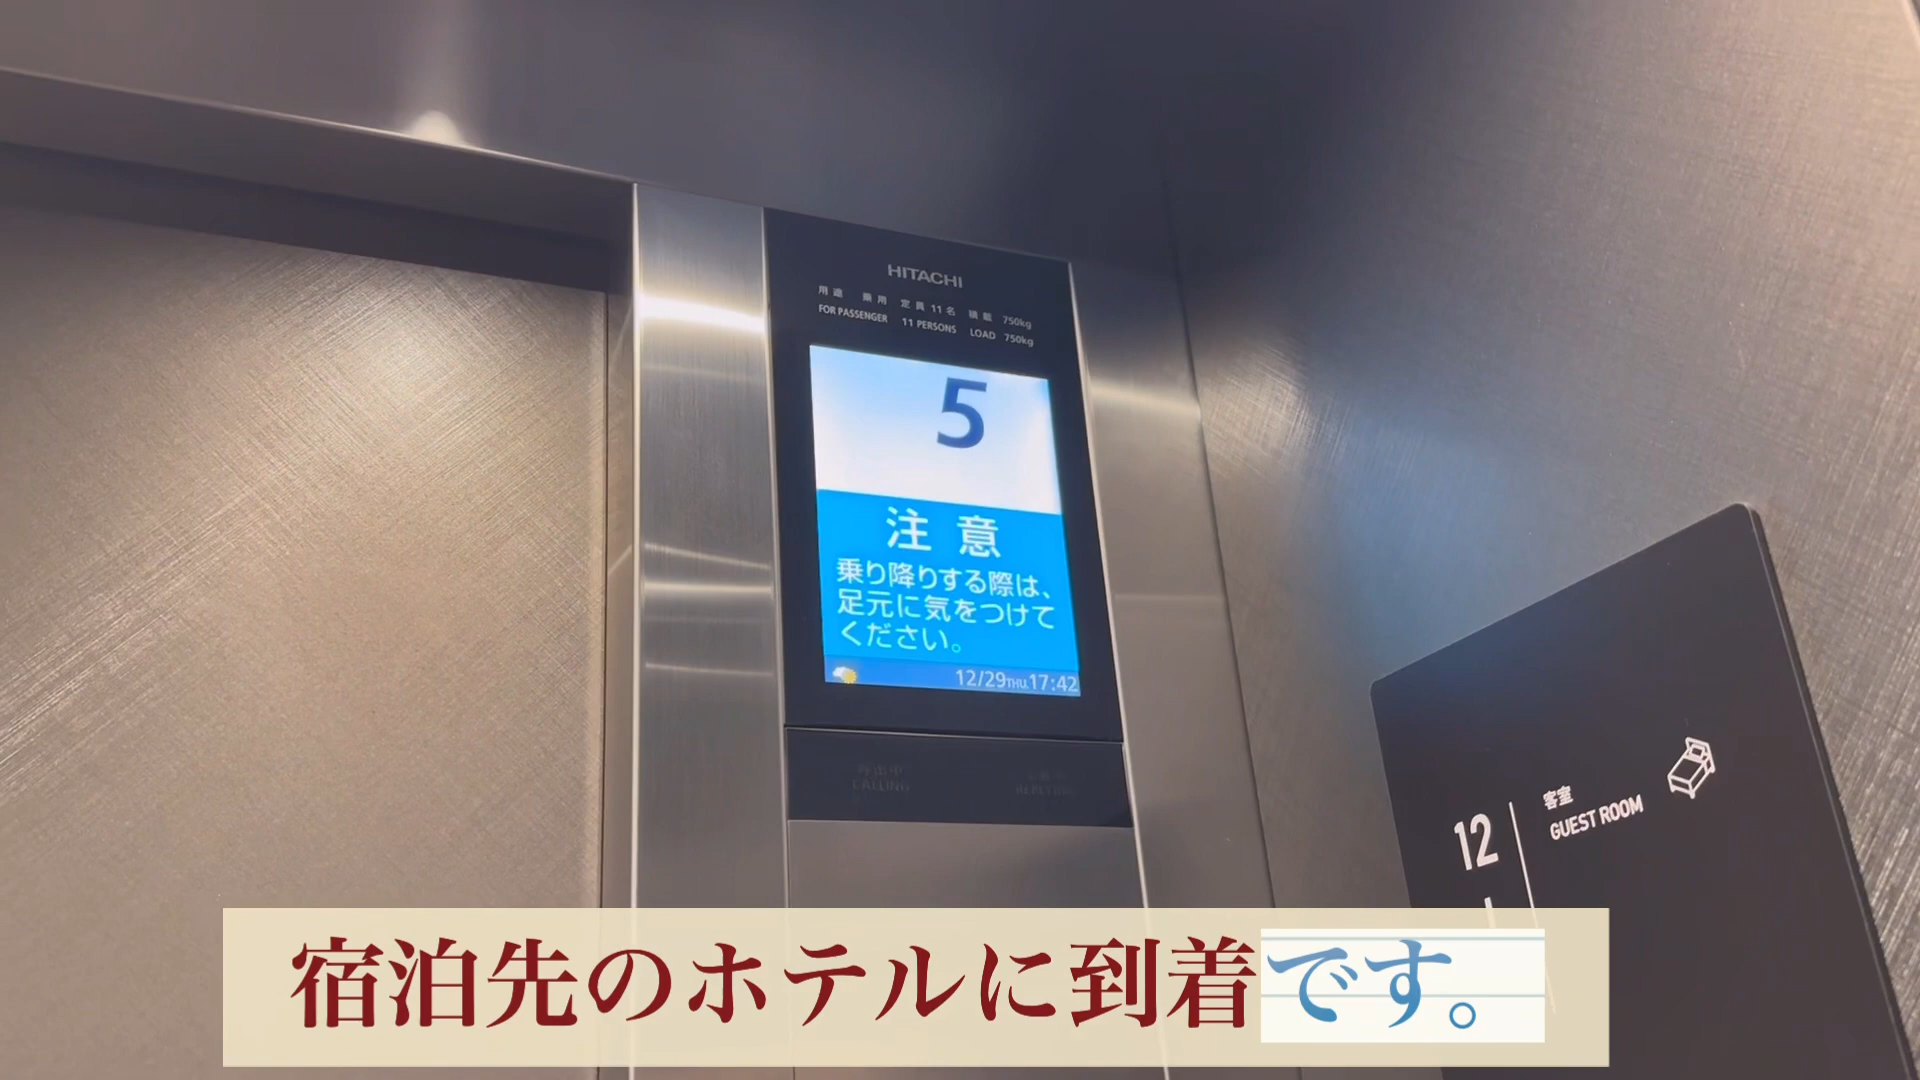 HITACHI
用途 乗用 定員 11名 積載 750kg
FOR PASSENGER 11 PERSONS LOAD 750kg
5
注意
乗り降りする際は、
足元に気をつけて
ください。
12/29THU.17:42
CALLING
客室
12 GUEST ROOM
宿泊先のホテルに到着です。